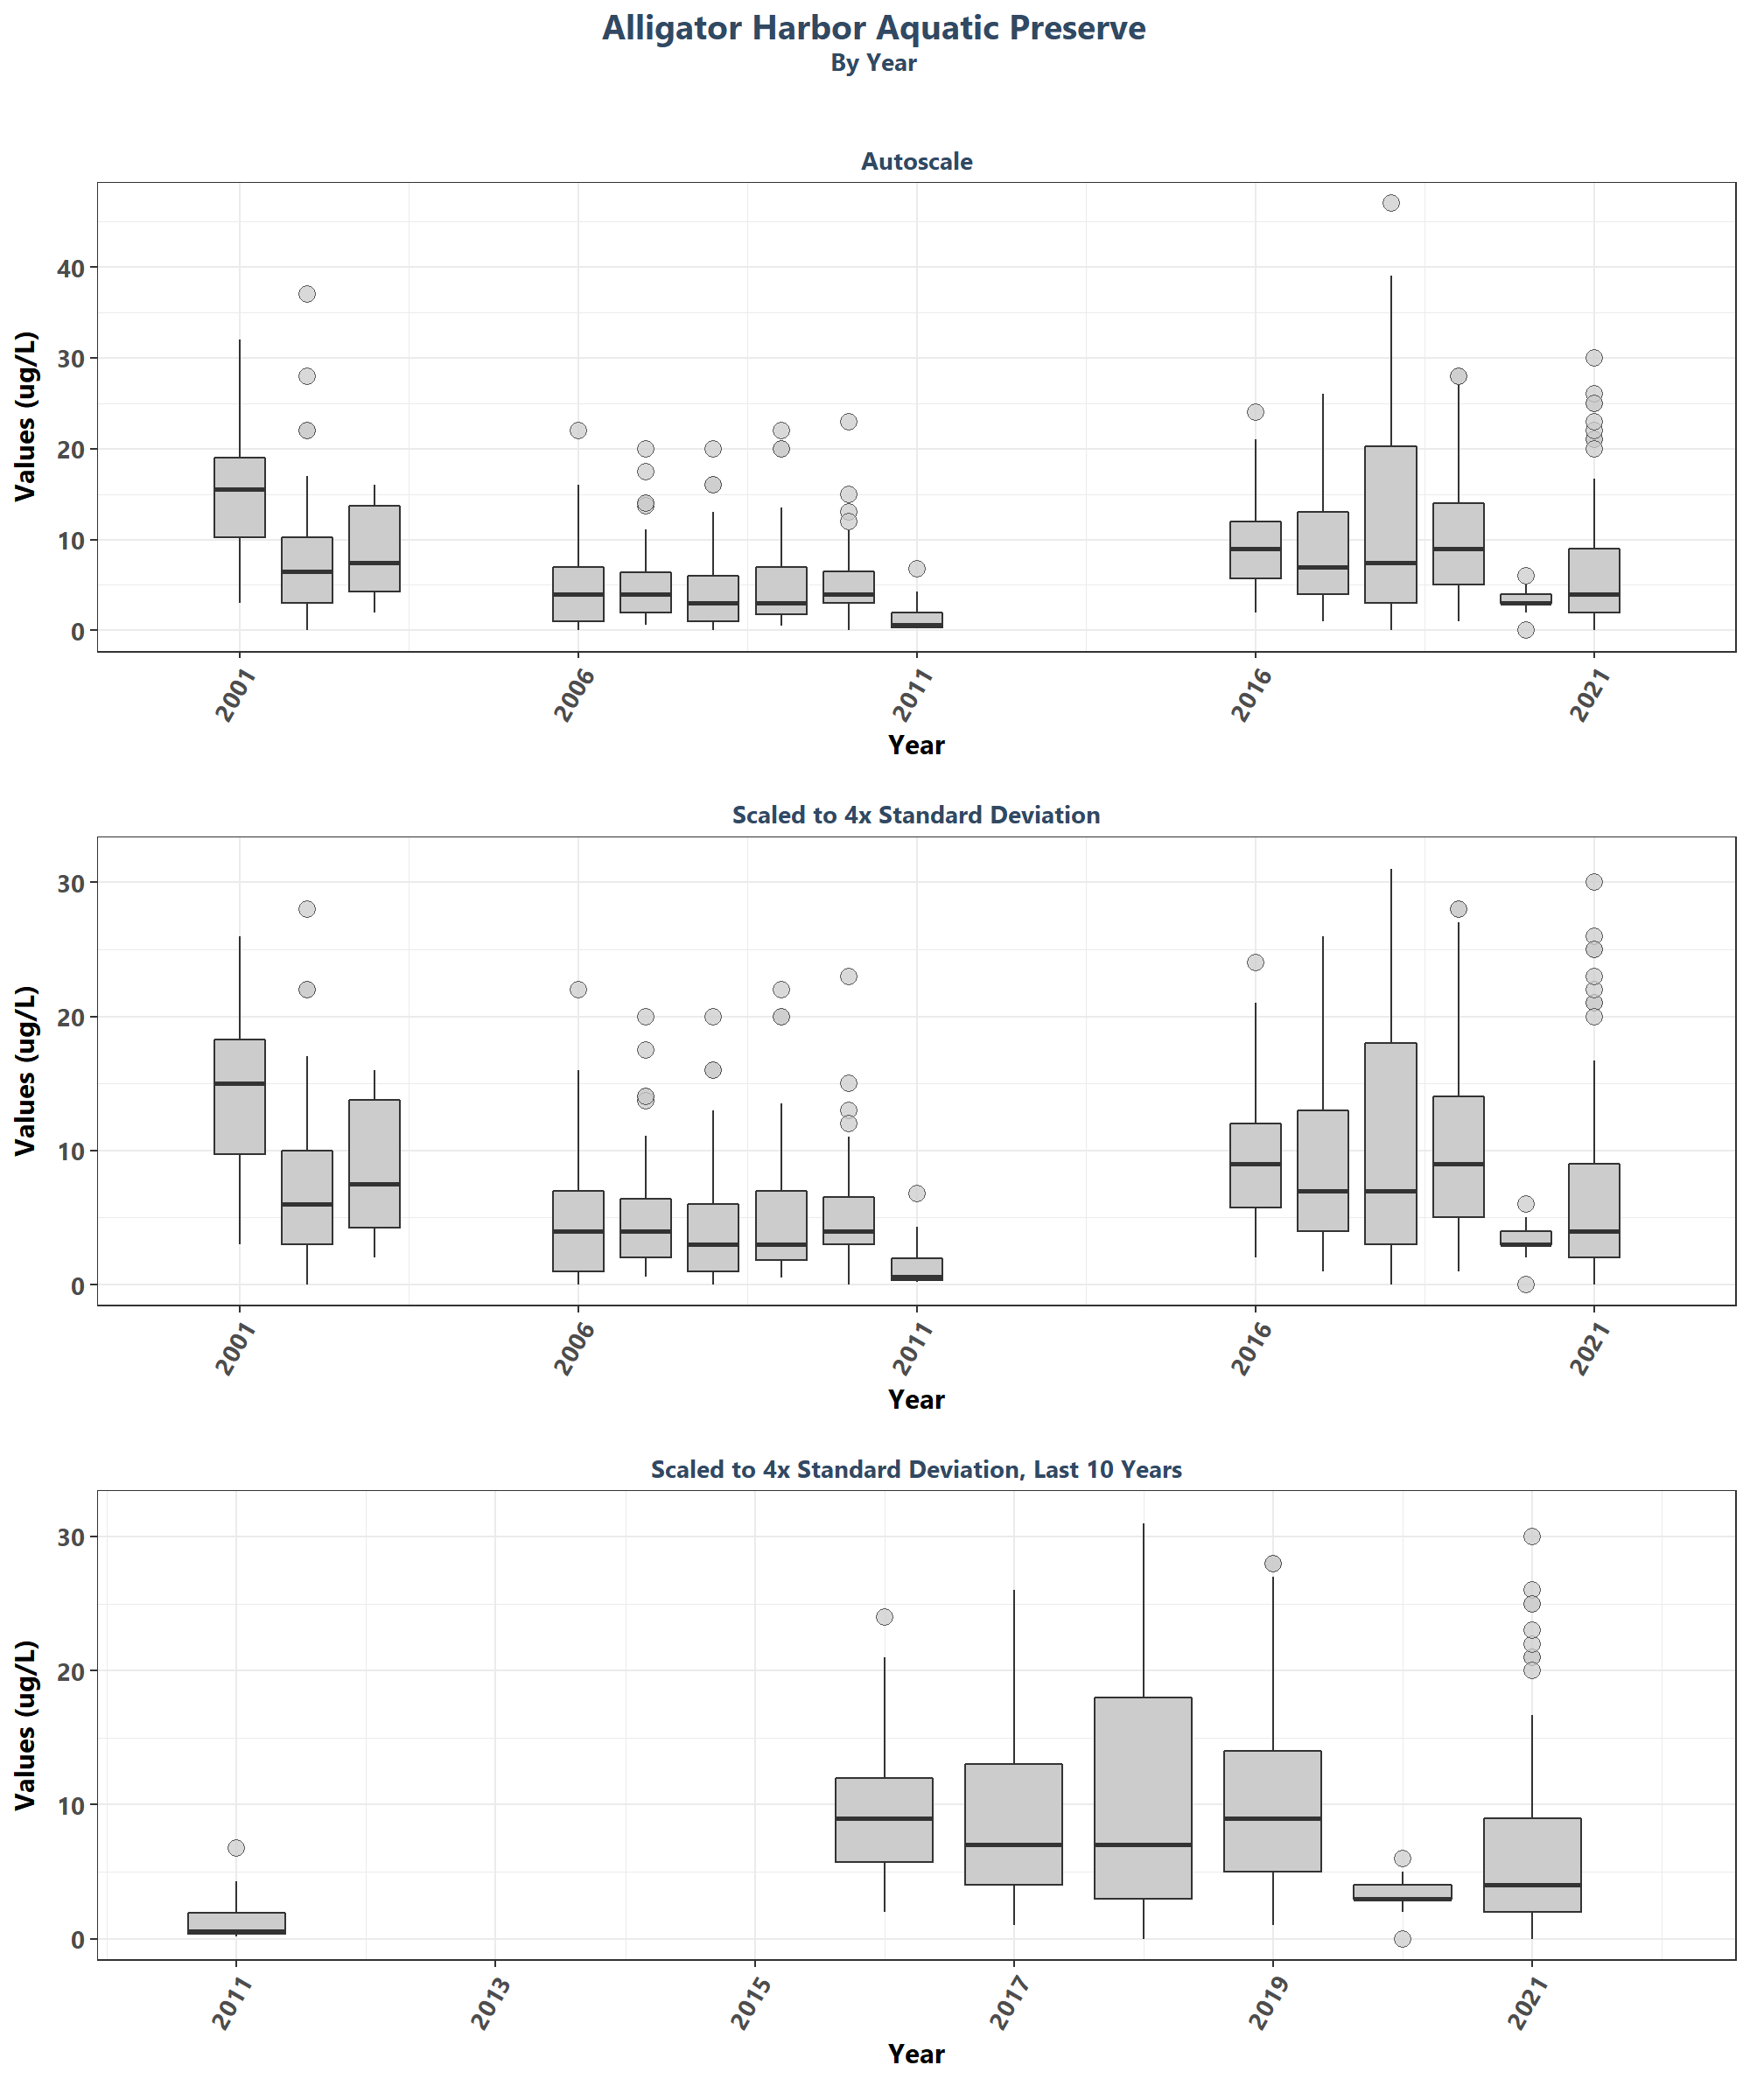 Alligator Harbor Aquatic Preserve
By Year
Autoscale
Values (ug/L)
40
30
20
10
0
2001
2006
2011
2016
2021
Year
Scaled to 4x Standard Deviation
Values (ug/L)
30
20
10
0
2001
2006
2011
2016
2021
Year
Scaled to 4x Standard Deviation, Last 10 Years
Values (ug/L)
30
20
10
0
2011
2013
2015
2017
2019
2021
Year